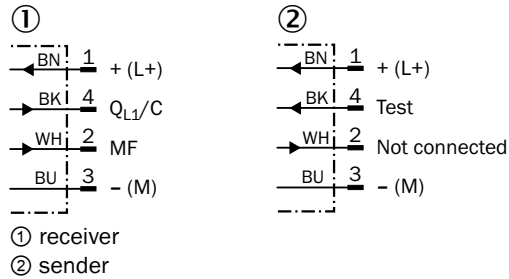 ① ②
BN 1 + (L+) BN 1 + (L+)
BK 4 QL1/C BK 4 Test
WH 2 MF WH 2 Not connected
BU 3 − (M) BU 3 − (M)
① receiver
② sender